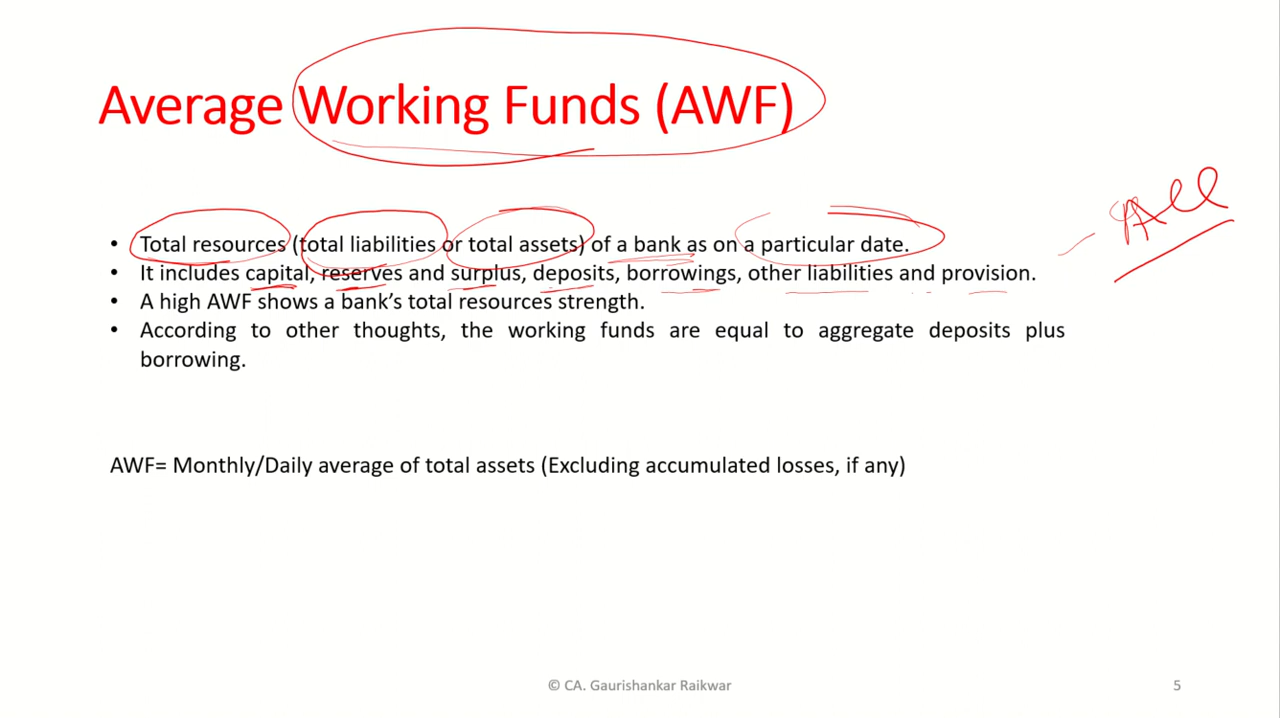 Average Working Funds (AWF)
• Total resources (total liabilities or total assets) of a bank as on a particular date.
All
• It includes capital, reserves and surplus, deposits, borrowings, other liabilities and provision.
• A high AWF shows a bank's total resources strength.
• According to other thoughts, the working funds are equal to aggregate deposits plus
borrowing.
AWF= Monthly/Daily average of total assets (Excluding accumulated losses, if any)
© CA. Gaurishankar Raikwar
5